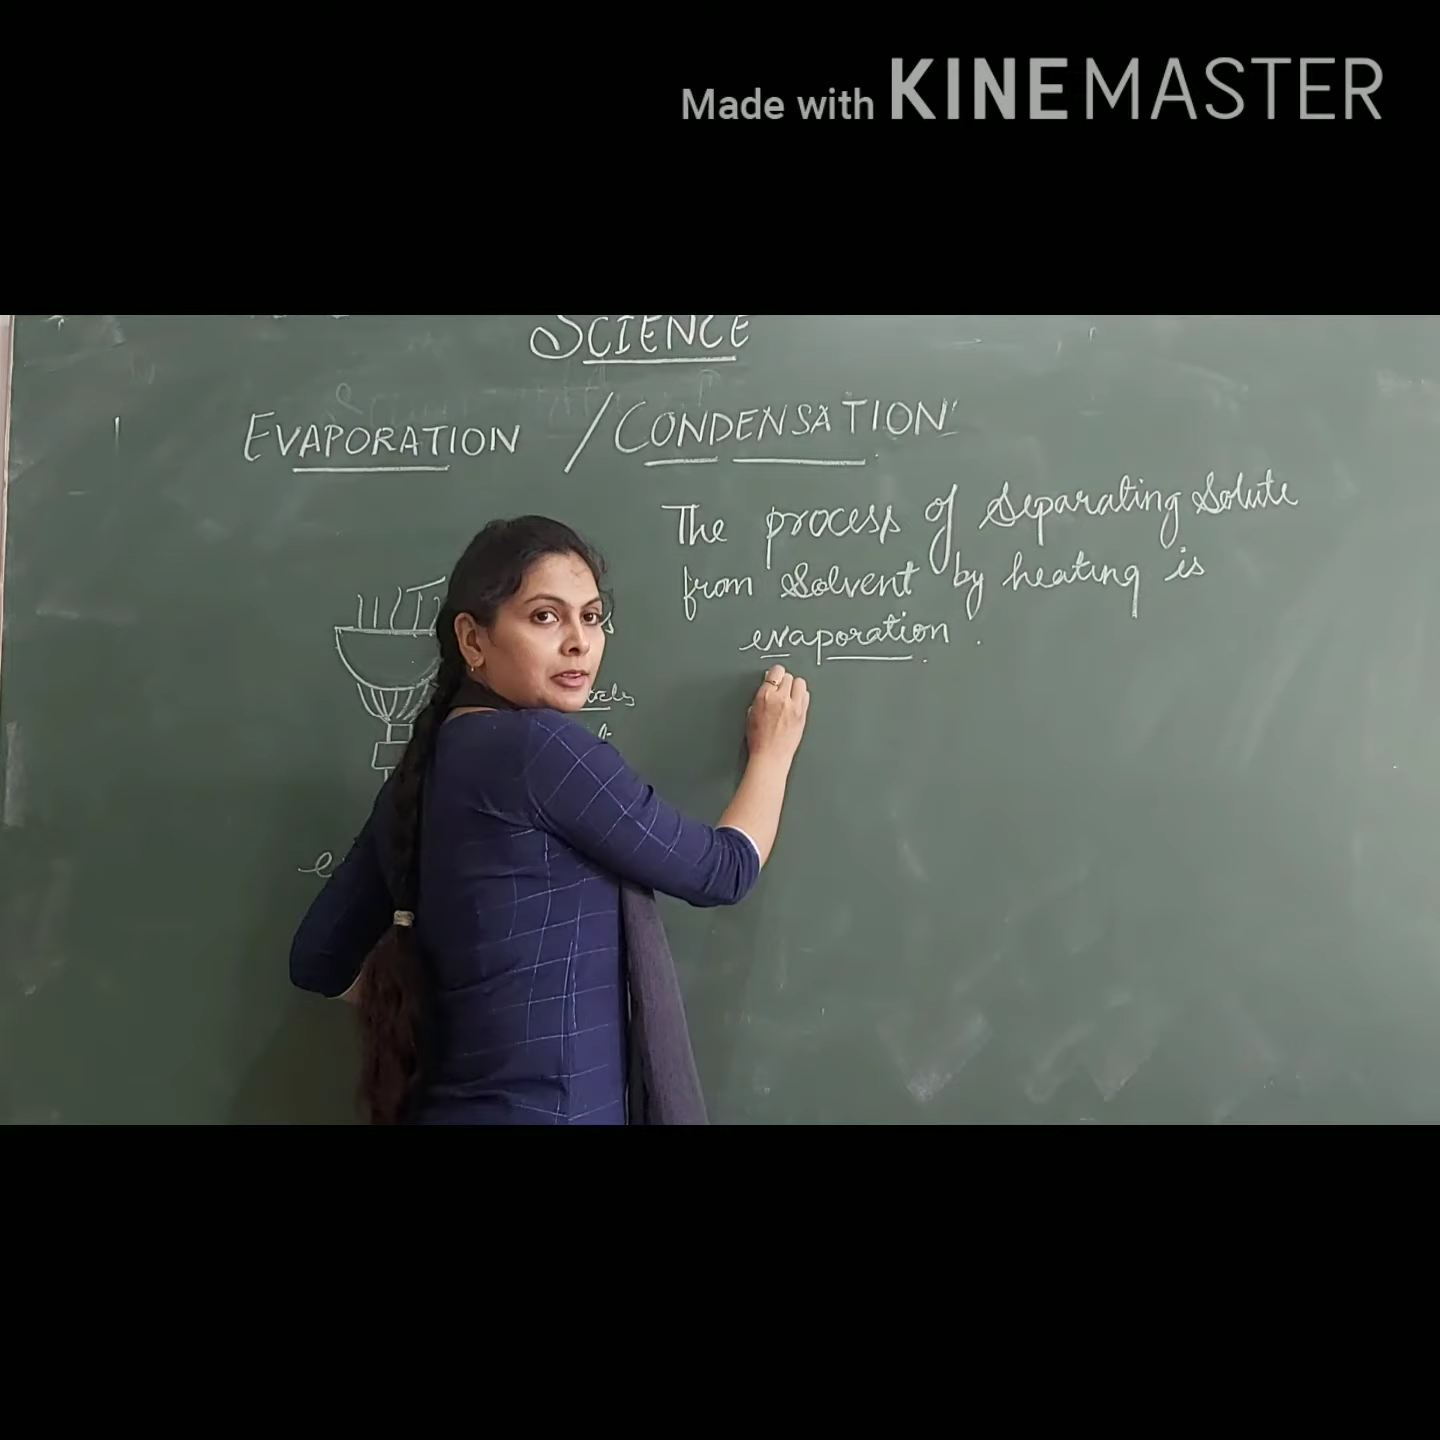 Made with KINEMASTER
SCIENCE
EVAPORATION / CONDENSATION
The process of separating solute
from solvent by heating is
evaporation.